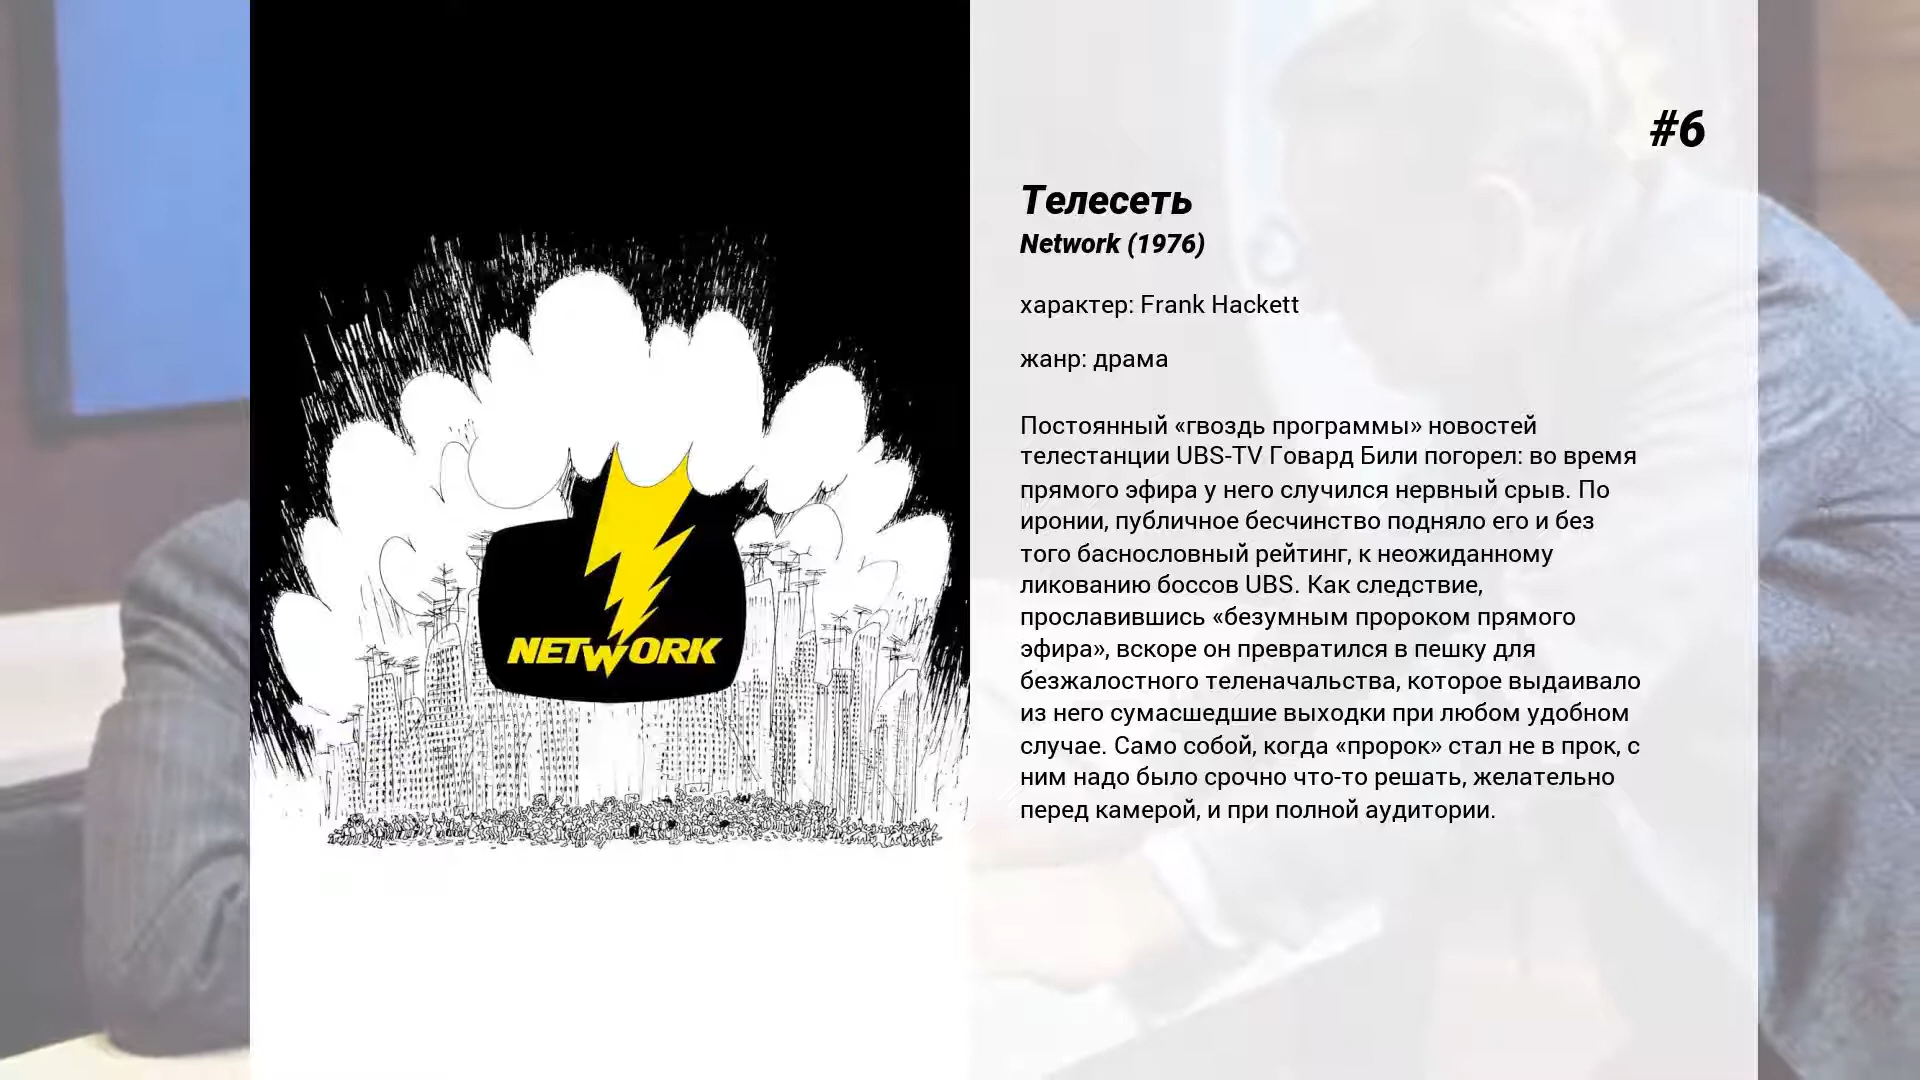 NETWORK
#6
Телесеть
Network (1976)
характер: Frank Hackett
жанр: драма
Постоянный «гвоздь программы» новостей
телестанции UBS-TV Говард Били погорел: во время
прямого эфира у него случился нервный срыв. По
иронии, публичное бесчинство подняло его и без
того баснословный рейтинг, к неожиданному
ликованию боссов UBS. Как следствие,
прославившись «безумным пророком прямого
эфира», вскоре он превратился в пешку для
безжалостного теленачальства, которое выдаивало
из него сумасшедшие выходки при любом удобном
случае. Само собой, когда «пророк» стал не в прок, с
ним надо было срочно что-то решать, желательно
перед камерой, и при полной аудитории.